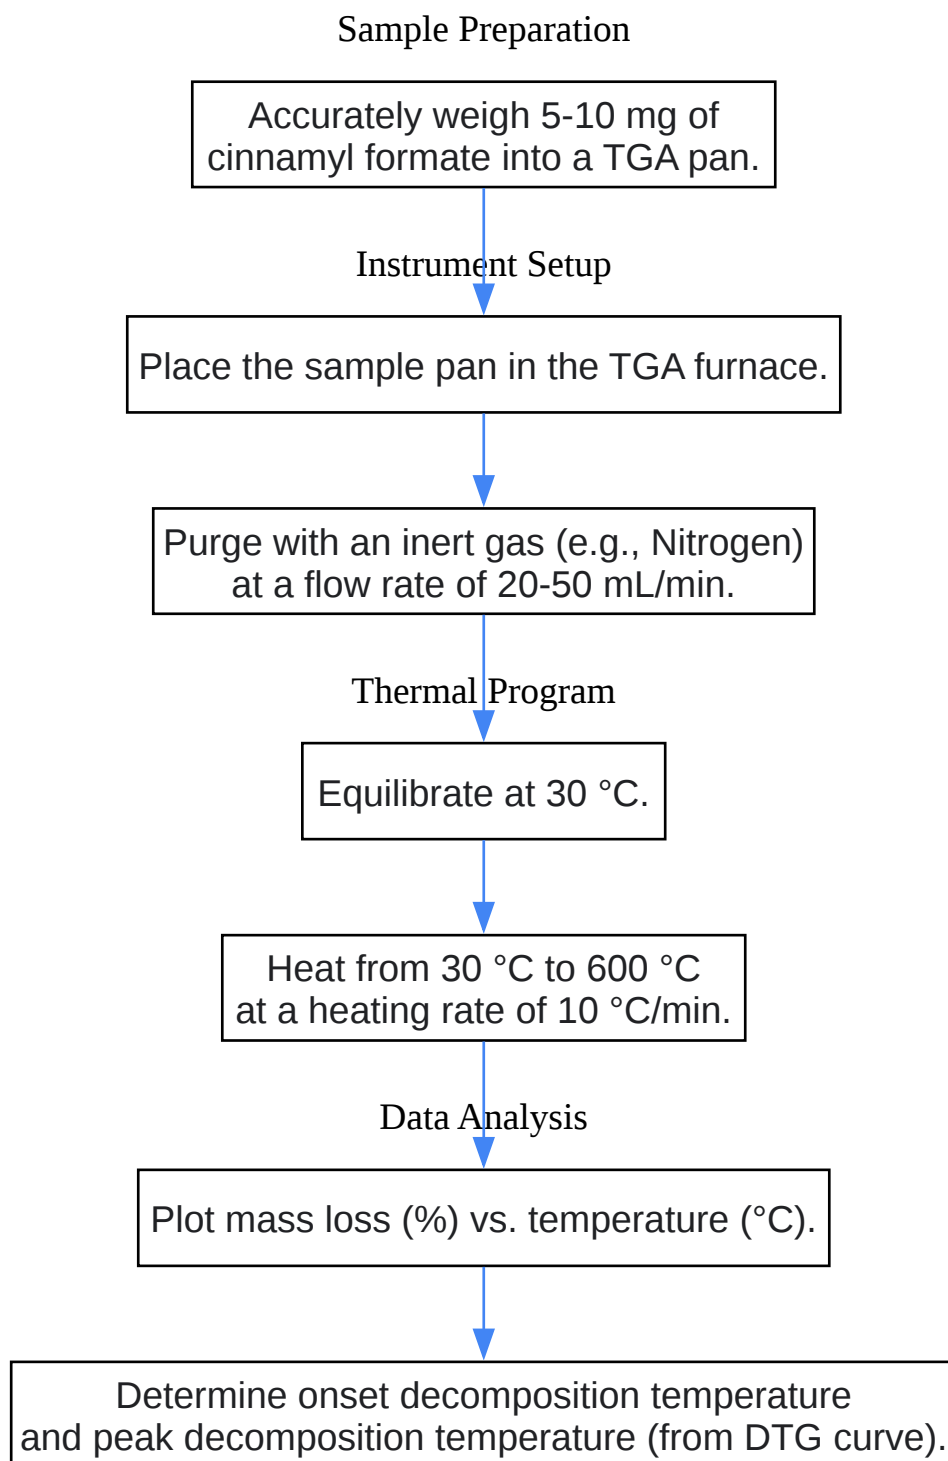 Sample Preparation
Accurately weigh 5-10 mg of
cinnamyl formate into a TGA pan.
Instrument Setup
Place the sample pan in the TGA furnace.
Purge with an inert gas (e.g., Nitrogen)
at a flow rate of 20-50 mL/min.
Thermal Program
Equilibrate at 30 °C.
Heat from 30 °C to 600 °C
at a heating rate of 10 °C/min.
Data Analysis
Plot mass loss (%) vs. temperature (°C).
Determine onset decomposition temperature
and peak decomposition temperature (from DTG curve).